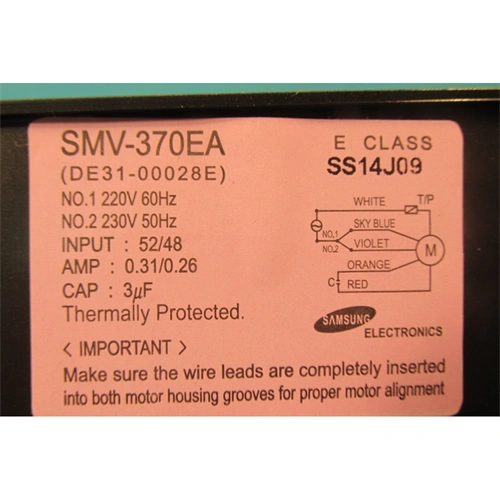 SMV-370EA
(DE31-00028E)
NO.1 220V 60Hz
NO.2 230V 50Hz
INPUT : 52/48
AMP : 0.31/0.26
CAP : 3µF
Thermally Protected.
E CLASS
SS14J09
WHITE T/P
SKY BLUE
NO.1
NO.2 VIOLET
M
ORANGE
C
RED
SAMSUNG
ELECTRONICS
< IMPORTANT >
Make sure the wire leads are completely inserted
into both motor housing grooves for proper motor alignment